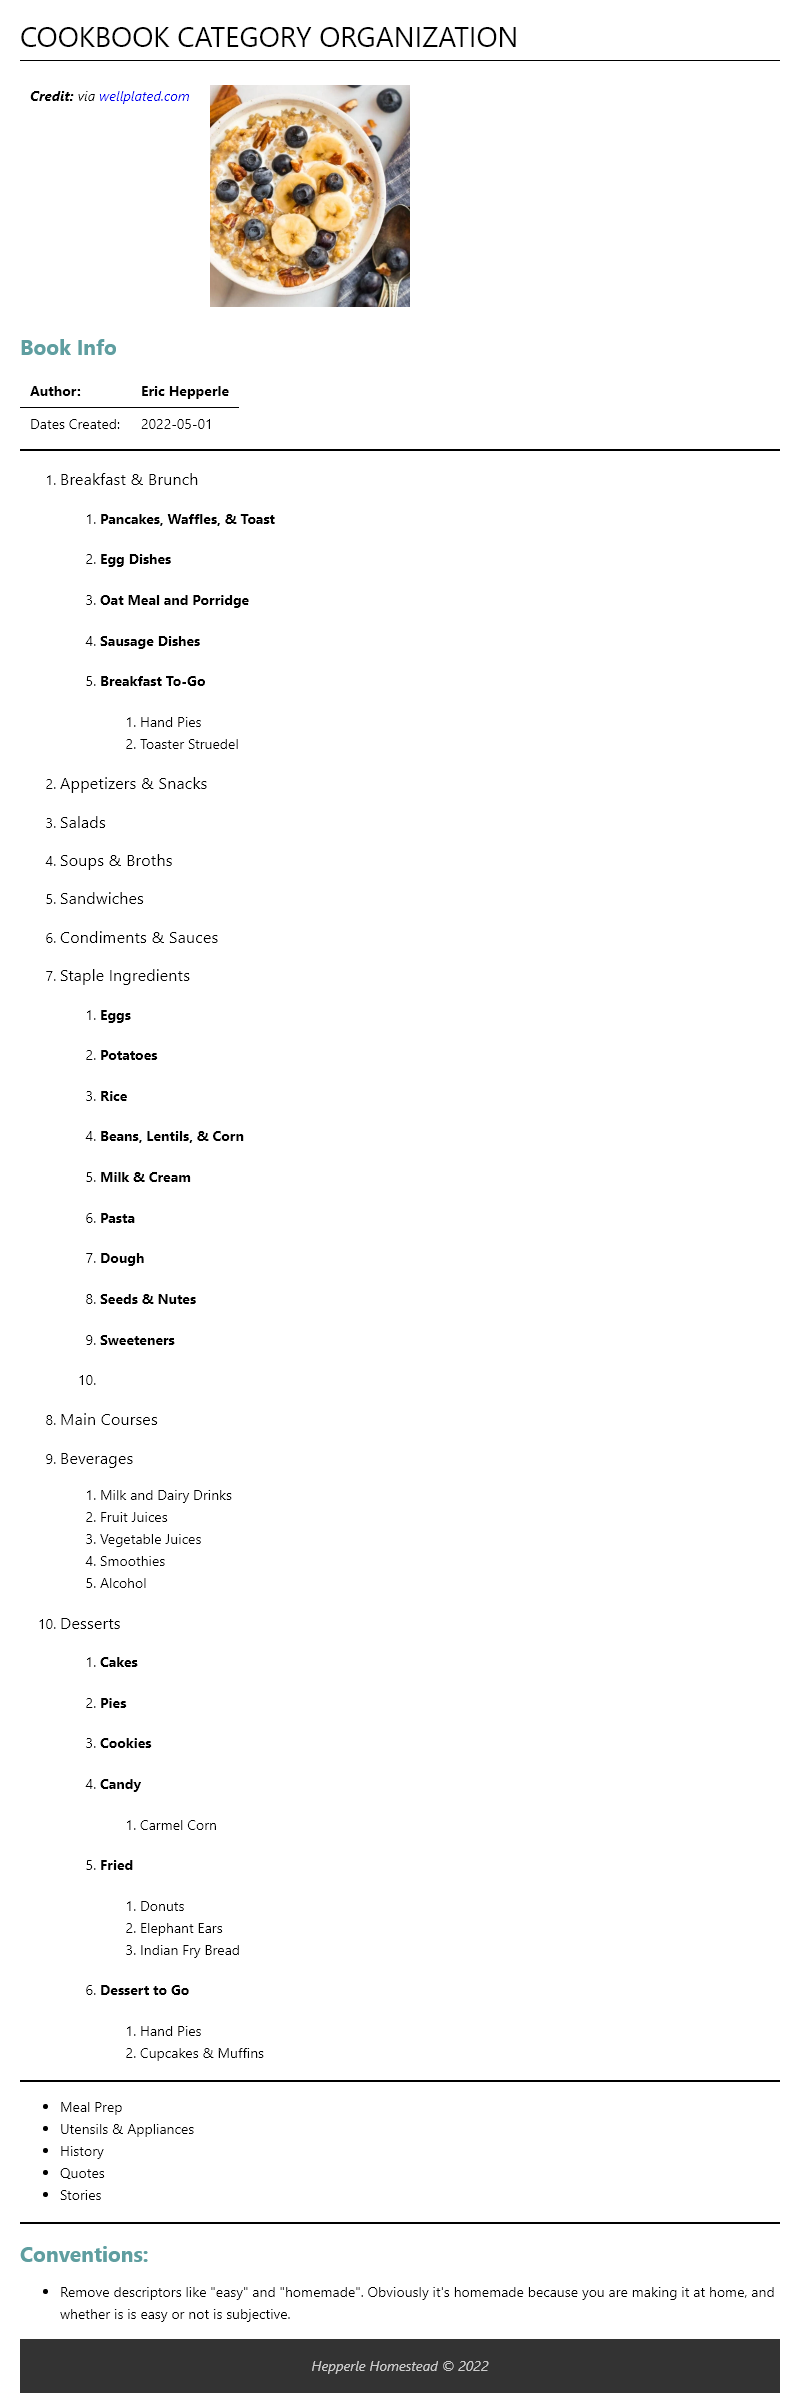 COOKBOOK CATEGORY ORGANIZATION
Credit: via wellplated.com
Book Info
Author: Eric Hepperle
Dates Created: 2022-05-01
1. Breakfast & Brunch
1. Pancakes, Waffles, & Toast
2. Egg Dishes
3. Oat Meal and Porridge
4. Sausage Dishes
5. Breakfast To-Go
1. Hand Pies
2. Toaster Struedel
2. Appetizers & Snacks
3. Salads
4. Soups & Broths
5. Sandwiches
6. Condiments & Sauces
7. Staple Ingredients
1. Eggs
2. Potatoes
3. Rice
4. Beans, Lentils, & Corn
5. Milk & Cream
6. Pasta
7. Dough
8. Seeds & Nutes
9. Sweeteners
10.
8. Main Courses
9. Beverages
1. Milk and Dairy Drinks
2. Fruit Juices
3. Vegetable Juices
4. Smoothies
5. Alcohol
10. Desserts
1. Cakes
2. Pies
3. Cookies
4. Candy
1. Carmel Corn
5. Fried
1. Donuts
2. Elephant Ears
3. Indian Fry Bread
6. Dessert to Go
1. Hand Pies
2. Cupcakes & Muffins
• Meal Prep
• Utensils & Appliances
• History
• Quotes
• Stories
Conventions:
• Remove descriptors like "easy" and "homemade". Obviously it's homemade because you are making it at home, and
whether is is easy or not is subjective.
Hepperle Homestead © 2022